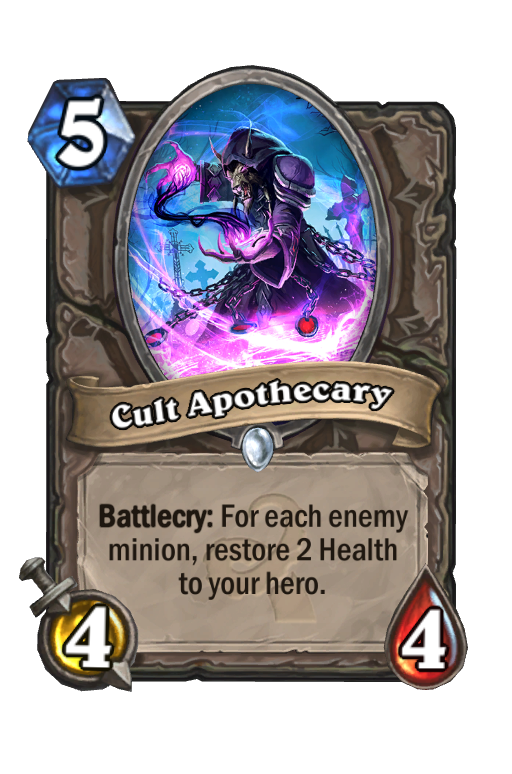 5
Cult Apothecary
Battlecry: For each enemy
minion, restore 2 Health
to your hero.
4
4